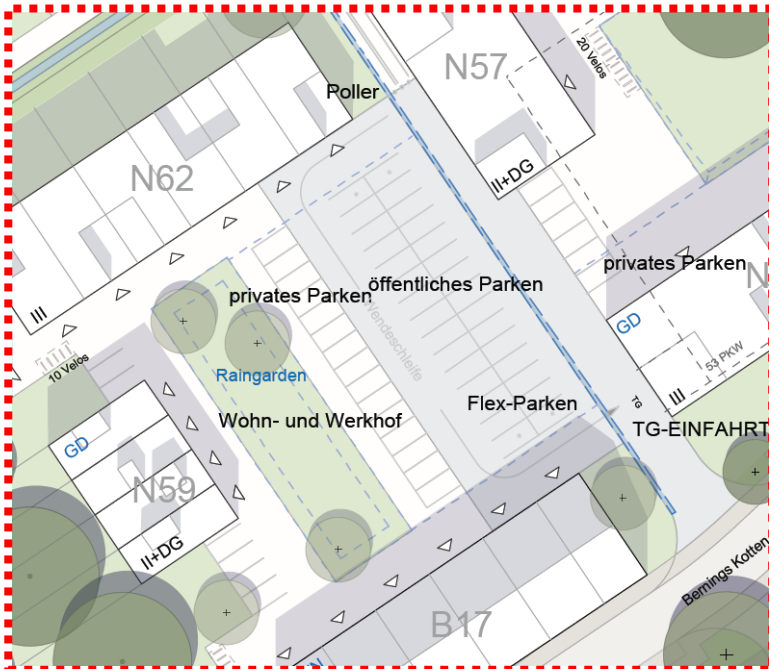 20 Velos
N57
Poller
N62
II+DG
privates Parken
öffentliches Parken
privates Parken
N
GD
III
Wendeschleife
53 PKW
10 Velos
Raingarden
III
TG
Flex-Parken
Wohn- und Werkhof
TG-EINFAHRT
GD
N59
II+DG
Bernings Kotten
B17